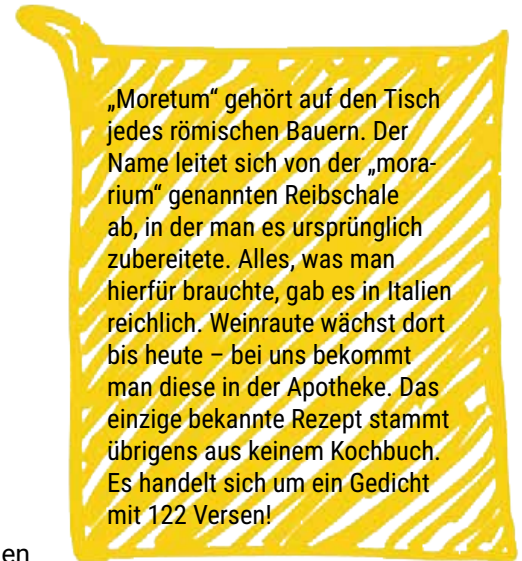 „Moretum“ gehört auf den Tisch
jedes römischen Bauern. Der
Name leitet sich von der „mora-
rium“ genannten Reibschale
ab, in der man es ursprünglich
zubereitete. Alles, was man
hierfür brauchte, gab es in Italien
reichlich. Weinraute wächst dort
bis heute – bei uns bekommt
man diese in der Apotheke. Das
einzige bekannte Rezept stammt
übrigens aus keinem Kochbuch.
Es handelt sich um ein Gedicht
mit 122 Versen!
en